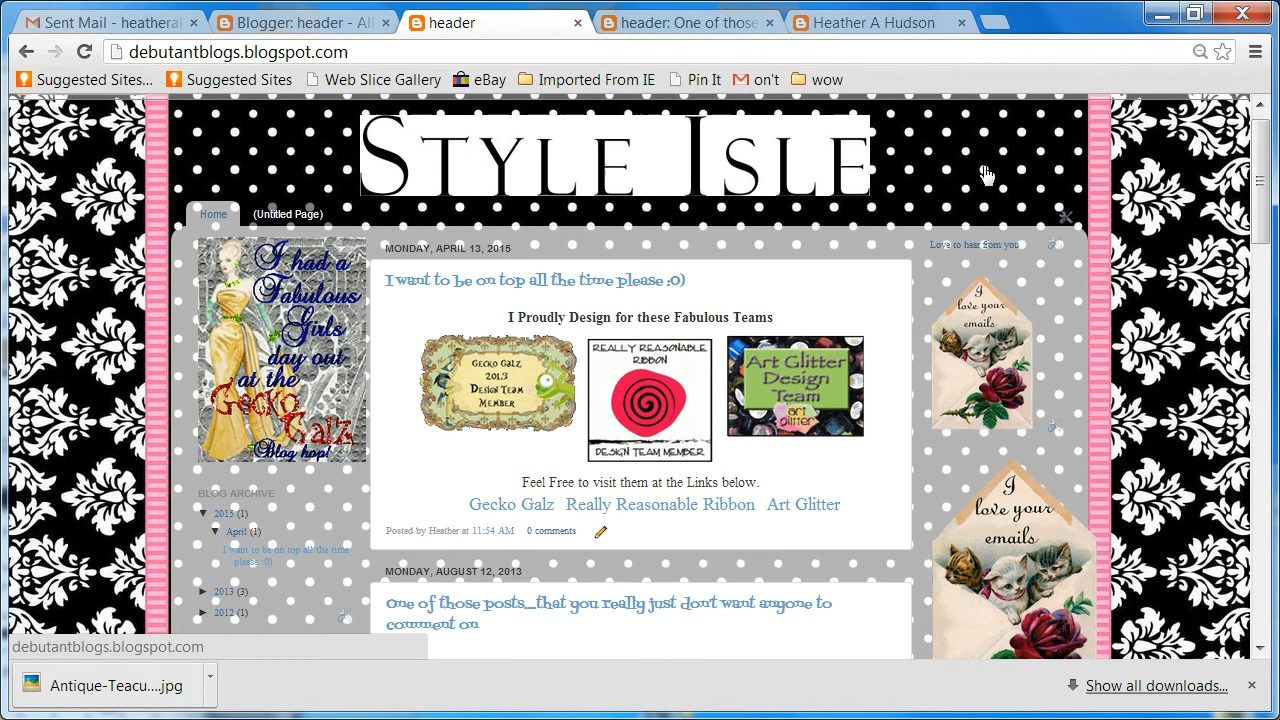 Sent Mail - heatheral
Blogger: header - All
header
header: One of those
Heather A Hudson
debutantblogs.blogspot.com
Suggested Sites...
Suggested Sites
Web Slice Gallery
eBay
Imported From IE
Pin It
on't
wow
Style Isle
Home
(Untitled Page)
I had a
Fabulous
Girls
day out
at the
Gecko
Galz
Blog hop!
BLOG ARCHIVE
▼ 2015 (1)
▼ April (1)
I want to be on top all the time
please :0)
► 2013 (3)
► 2012 (1)
MONDAY, APRIL 13, 2015
I want to be on top all the time please :0)
I Proudly Design for these Fabulous Teams
GECKO GALZ
2013
DESIGN TEAM
MEMBER
REALLY REASONABLE
RIBBON
DESIGN TEAM MEMBER
Art Glitter
Design
Team
art
glitter
Feel Free to visit them at the Links below.
Gecko Galz Really Reasonable Ribbon Art Glitter
Posted by Heather at 11:54 AM 0 comments
MONDAY, AUGUST 12, 2013
One of those posts...that you really just don't want anyone to
comment on
Love to hear from you
I
love your
emails
I
love your
emails
debutantblogs.blogspot.com
Antique-Teacu....jpg
Show all downloads...